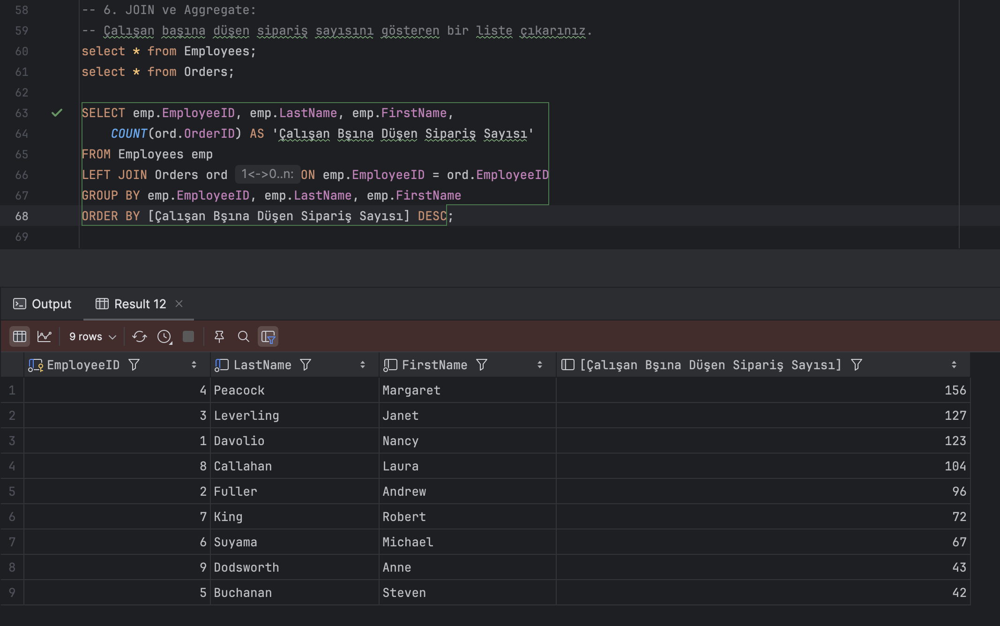 58 -- 6. JOIN ve Aggregate:
59 -- Çalışan başına düşen sipariş sayısını gösteren bir liste çıkarınız.
60 select * from Employees;
61 select * from Orders;
62
63 SELECT emp.EmployeeID, emp.LastName, emp.FirstName,
64 COUNT(ord.OrderID) AS 'Çalışan Bşına Düşen Sipariş Sayısı'
65 FROM Employees emp
66 LEFT JOIN Orders ord 1<->0..n: ON emp.EmployeeID = ord.EmployeeID
67 GROUP BY emp.EmployeeID, emp.LastName, emp.FirstName
68 ORDER BY [Çalışan Bşına Düşen Sipariş Sayısı] DESC;
69
Output Result 12
9 rows
EmployeeID LastName FirstName [Çalışan Bşına Düşen Sipariş Sayısı]
1 4 Peacock Margaret 156
2 3 Leverling Janet 127
3 1 Davolio Nancy 123
4 8 Callahan Laura 104
5 2 Fuller Andrew 96
6 7 King Robert 72
7 6 Suyama Michael 67
8 9 Dodsworth Anne 43
9 5 Buchanan Steven 42